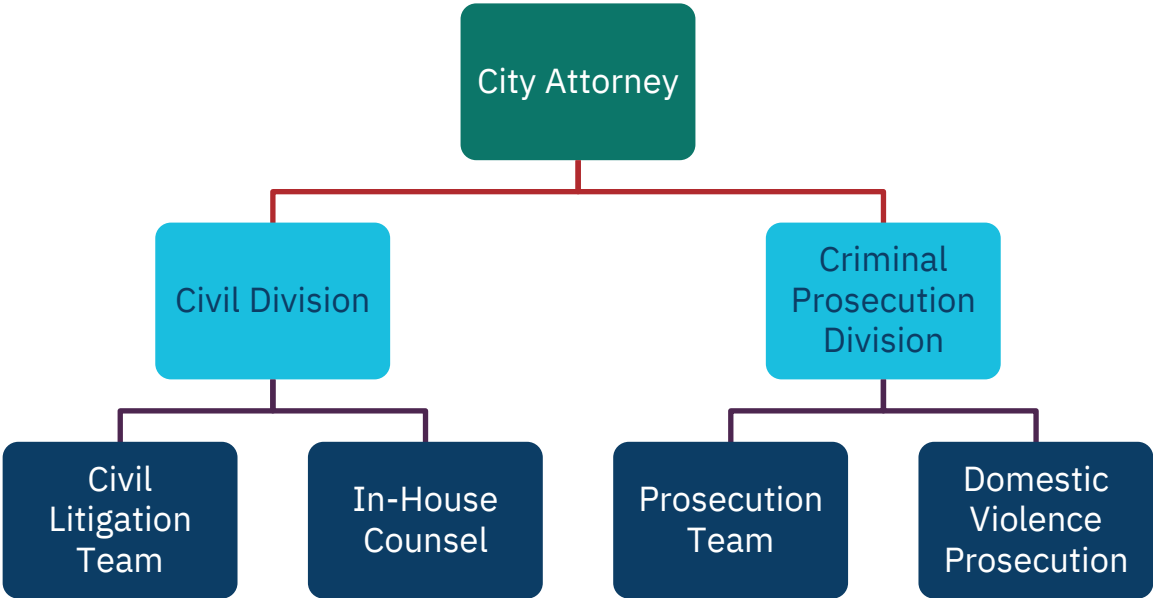 City Attorney
Civil Division
Criminal
Prosecution
Division
Civil
Litigation
Team
In-House
Counsel
Prosecution
Team
Domestic
Violence
Prosecution